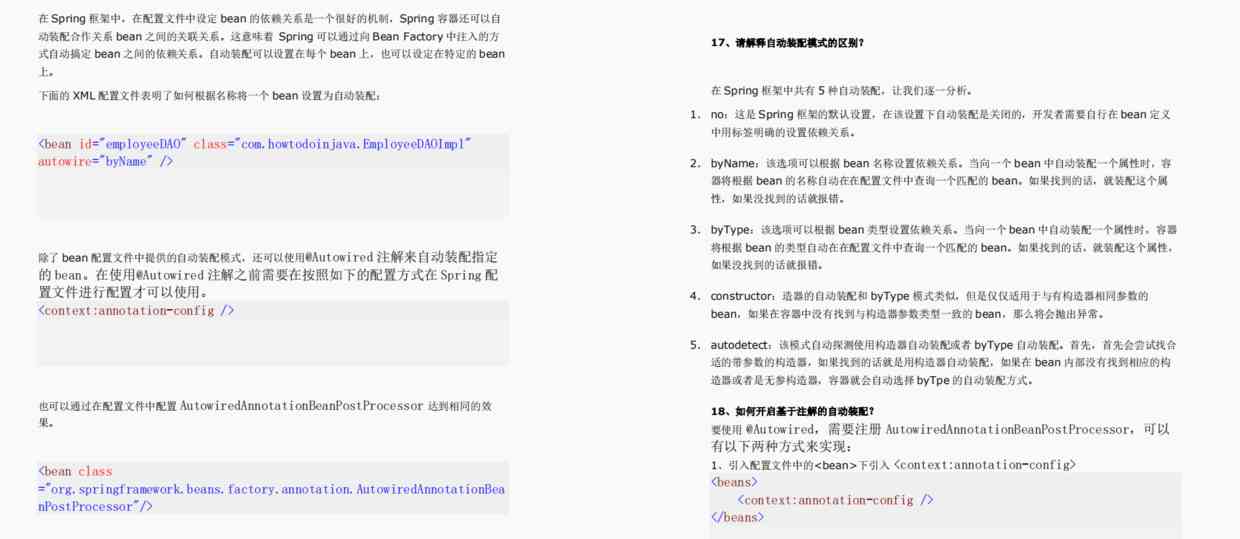 在 Spring 框架中，在配置文件中设定 bean 的依赖关系是一个很好的机制，Spring 容器还可以自
动装配合作关系 bean 之间的关联关系。这意味着 Spring 可以通过向 Bean Factory 中注入的方
式自动搞定 bean 之间的依赖关系。自动装配可以设置在每个 bean 上，也可以设定在特定的 bean
上。
下面的 XML 配置文件表明了如何根据名称将一个 bean 设置为自动装配：
<bean id="employeeDAO" class="com.howtodoinjava.EmployeeDAOImpl"
autowire="byName" />
除了 bean 配置文件中提供的自动装配模式，还可以使用@Autowired 注解来自动装配指定
的 bean。在使用@Autowired 注解之前需要在按照如下的配置方式在 Spring 配
置文件进行配置才可以使用。
<context:annotation-config />
也可以通过在配置文件中配置 AutowiredAnnotationBeanPostProcessor 达到相同的效
果。
<bean class
="org.springframework.beans.factory.annotation.AutowiredAnnotationBea
nPostProcessor"/>
17、请解释自动装配模式的区别？
在 Spring 框架中共有 5 种自动装配，让我们逐一分析。
1. no：这是 Spring 框架的默认设置，在该设置下自动装配是关闭的，开发者需要自行在 bean 定义
中用标签明确的设置依赖关系。
2. byName：该选项可以根据 bean 名称设置依赖关系。当向一个 bean 中自动装配一个属性时，容
器将根据 bean 的名称自动在在配置文件中查询一个匹配的 bean。如果找到的话，就装配这个属
性，如果没找到的话就报错。
3. byType：该选项可以根据 bean 类型设置依赖关系。当向一个 bean 中自动装配一个属性时，容器
将根据 bean 的类型自动在在配置文件中查询一个匹配的 bean。如果找到的话，就装配这个属性，
如果没找到的话就报错。
4. constructor：造器的自动装配和 byType 模式类似，但是仅仅适用于与有构造器相同参数的
bean，如果在容器中没有找到与构造器参数类型一致的 bean，那么将会抛出异常。
5. autodetect：该模式自动探测使用构造器自动装配或者 byType 自动装配。首先，首先会尝试找合
适的带参数的构造器，如果找到的话就是用构造器自动装配，如果在 bean 内部没有找到相应的构
造器或者是无参构造器，容器就会自动选择 byTpe 的自动装配方式。
18、如何开启基于注解的自动装配？
要使用 @Autowired，需要注册 AutowiredAnnotationBeanPostProcessor，可以
有以下两种方式来实现：
1、引入配置文件中的<bean>下引入 <context:annotation-config>
<beans>
<context:annotation-config />
</beans>